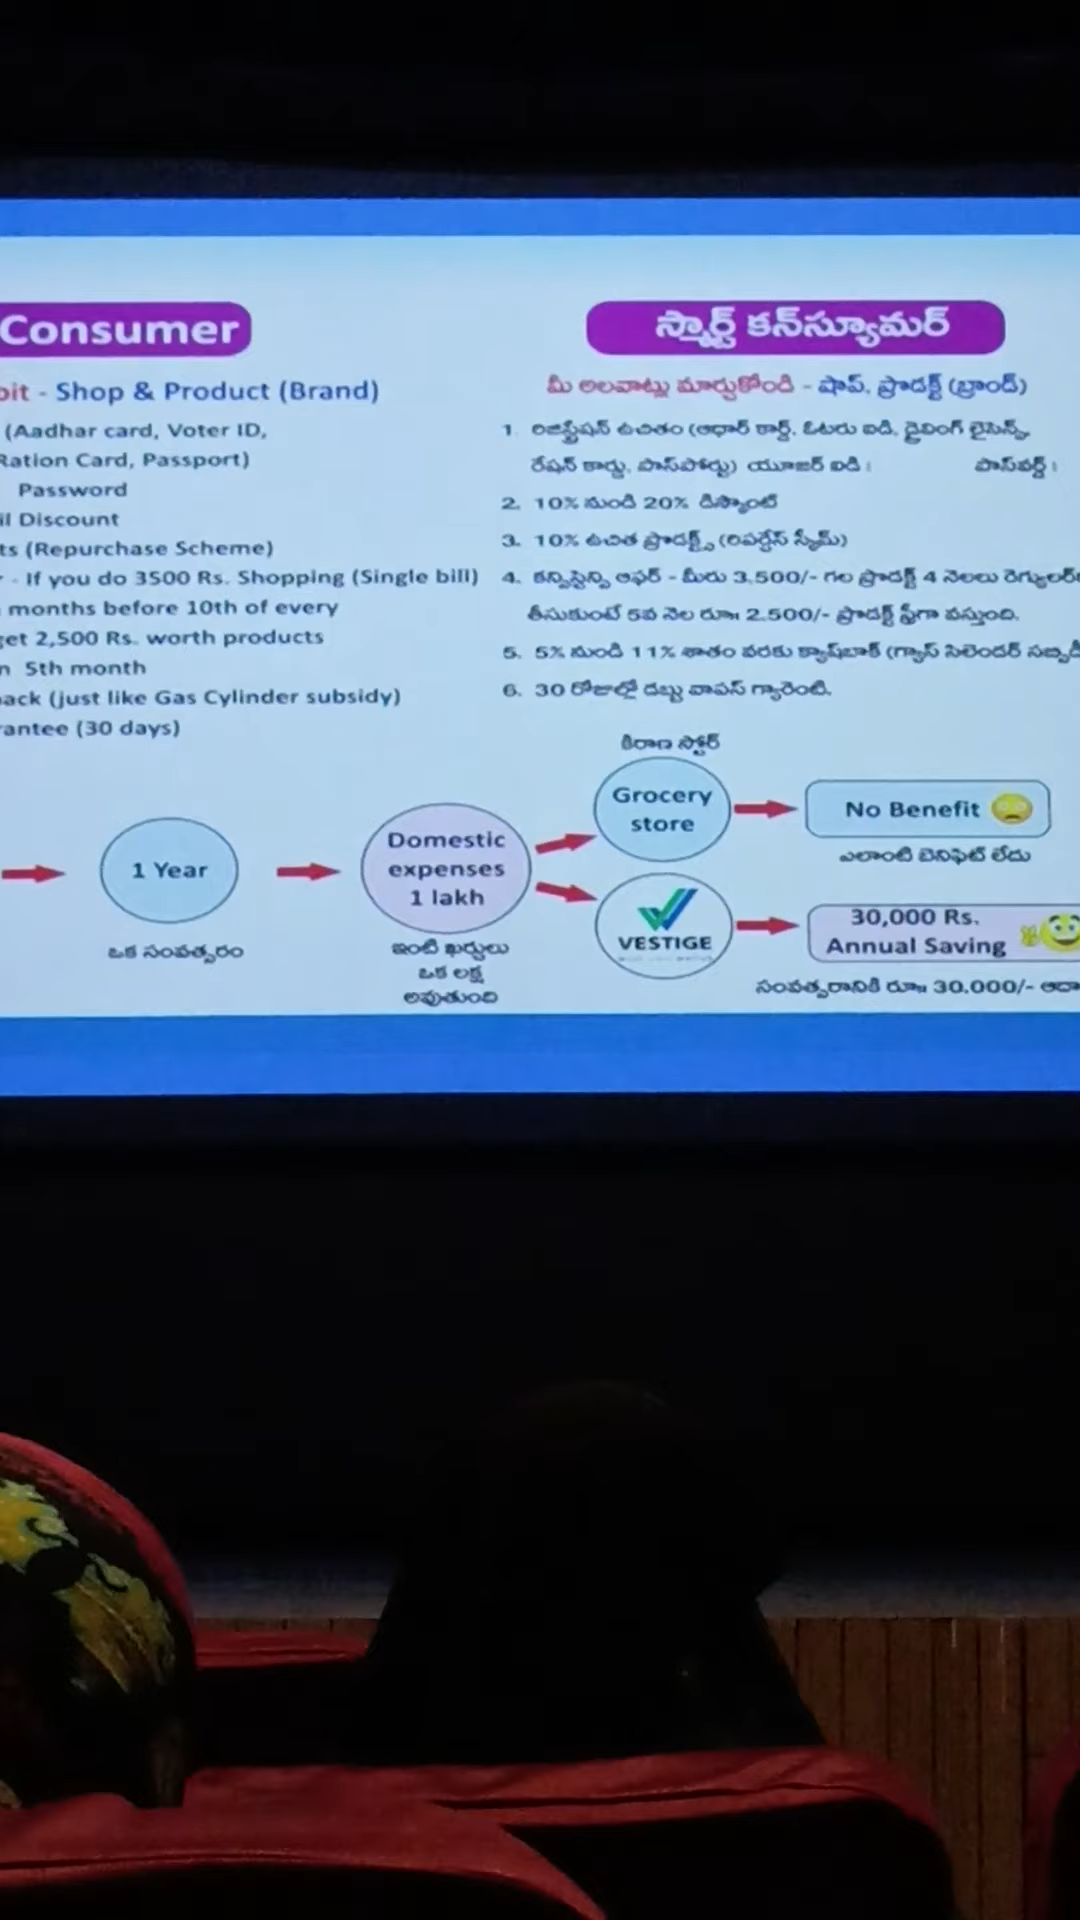 Consumer
- Shop & Product (Brand)
(Aadhar card, Voter ID,
Ration Card, Passport)
Password
Discount
(Repurchase Scheme)
- If you do 3500 Rs. Shopping (Single bill)
months before 10th of every
get 2,500 Rs. worth products
5th month
(just like Gas Cylinder subsidy)
(30 days)
స్మార్ట్ కన్‌స్యూమర్
మీ అలవాట్లు మార్చుకోండి - షాప్, ప్రొడక్ట్ (బ్రాండ్)
1. రిజిస్ట్రేషన్ ఉచితం (ఆధార్ కార్డ్, ఓటరు ఐడి, డ్రైవింగ్ లైసెన్స్,
రేషన్ కార్డు, పాస్‌పోర్టు) యూజర్ ఐడి : పాస్‌వర్డ్ :
2. 10% నుండి 20% డిస్కౌంట్
3. 10% ఉచిత ప్రొడక్ట్స్ (రిపర్చేస్ స్కీమ్)
4. కన్సిస్టెన్సి ఆఫర్ - మీరు 3,500/- గల ప్రొడక్ట్ 4 నెలలు
తీసుకుంటే 5వ నెల రూ॥ 2,500/- ప్రొడక్ట్ ఫ్రీగా వస్తుంది.
5. 5% నుండి 11% శాతం వరకు క్యాష్‌బాక్ (గ్యాస్ సిలెండర్
6. 30 రోజుల్లో డబ్బు వాపస్ గ్యారెంటి.
కిరాణ స్టోర్
Grocery
store
No Benefit
ఎలాంటి బెనిఫిట్ లేదు
1 Year
ఒక సంవత్సరం
Domestic
expenses
1 lakh
ఇంటి ఖర్చులు
ఒక లక్ష
అవుతుంది
VESTIGE
30,000 Rs.
Annual Saving
సంవత్సరానికి రూ॥ 30,000/-